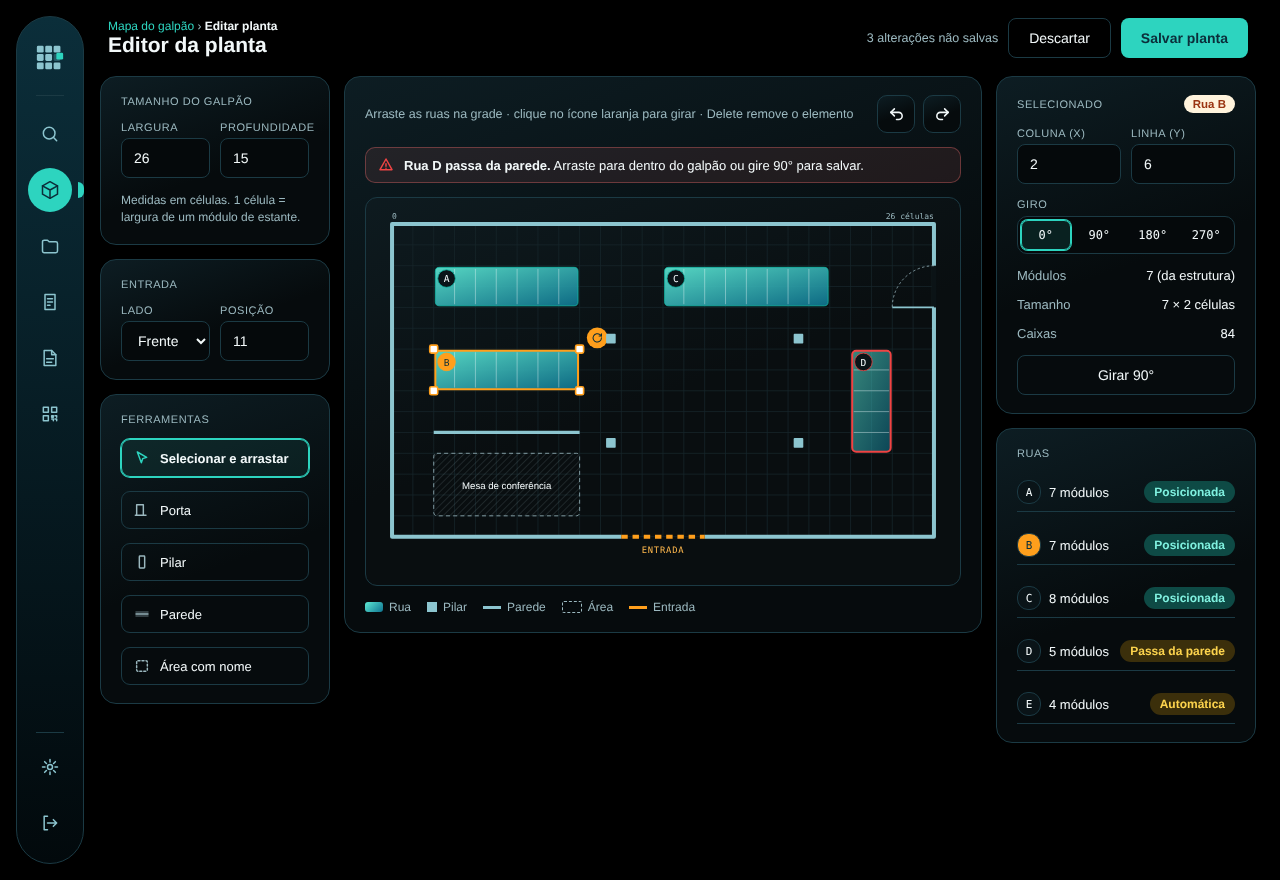 Mapa do galpão › Editar planta
Editor da planta
3 alterações não salvas
Descartar
Salvar planta
TAMANHO DO GALPÃO
LARGURA
PROFUNDIDADE
26
15
Medidas em células. 1 célula =
largura de um módulo de estante.
ENTRADA
LADO
POSIÇÃO
Frente
11
FERRAMENTAS
Selecionar e arrastar
Porta
Pilar
Parede
Área com nome
Arraste as ruas na grade · clique no ícone laranja para girar · Delete remove o elemento
Rua D passa da parede. Arraste para dentro do galpão ou gire 90° para salvar.
0
26 células
A
C
B
D
Mesa de conferência
ENTRADA
Rua
Pilar
Parede
Área
Entrada
SELECIONADO
Rua B
COLUNA (X)
LINHA (Y)
2
6
GIRO
0°
90°
180°
270°
Módulos
7 (da estrutura)
Tamanho
7 × 2 células
Caixas
84
Girar 90°
RUAS
A
7 módulos
Posicionada
B
7 módulos
Posicionada
C
8 módulos
Posicionada
D
5 módulos
Passa da parede
E
4 módulos
Automática